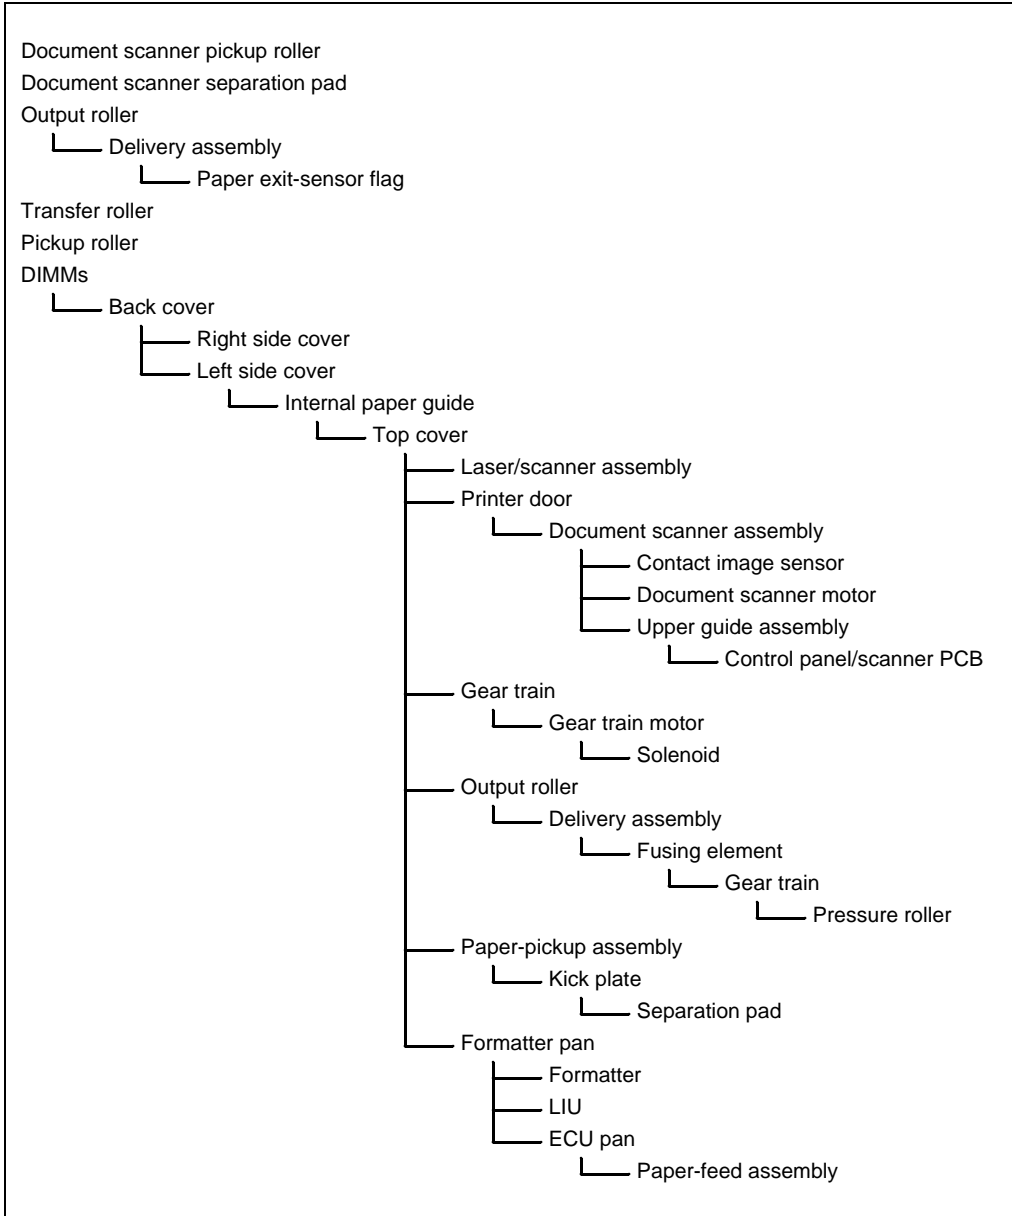 Document scanner pickup roller
Document scanner separation pad
Output roller
Delivery assembly
Paper exit-sensor flag
Transfer roller
Pickup roller
DIMMs
Back cover
Right side cover
Left side cover
Internal paper guide
Top cover
Laser/scanner assembly
Printer door
Document scanner assembly
Contact image sensor
Document scanner motor
Upper guide assembly
Control panel/scanner PCB
Gear train
Gear train motor
Solenoid
Output roller
Delivery assembly
Fusing element
Gear train
Pressure roller
Paper-pickup assembly
Kick plate
Separation pad
Formatter pan
Formatter
LIU
ECU pan
Paper-feed assembly